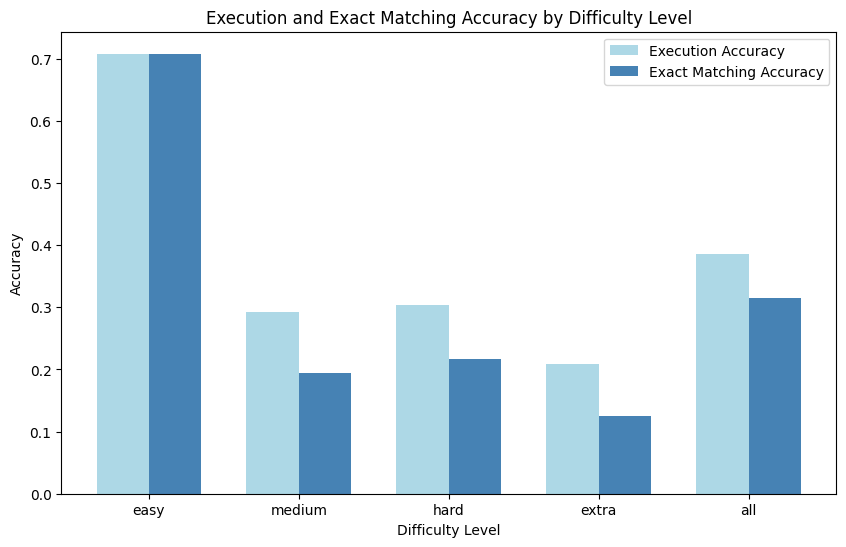 Execution and Exact Matching Accuracy by Difficulty Level
Execution Accuracy
Exact Matching Accuracy
Accuracy
0.7
0.6
0.5
0.4
0.3
0.2
0.1
0.0
easy medium hard extra all
Difficulty Level